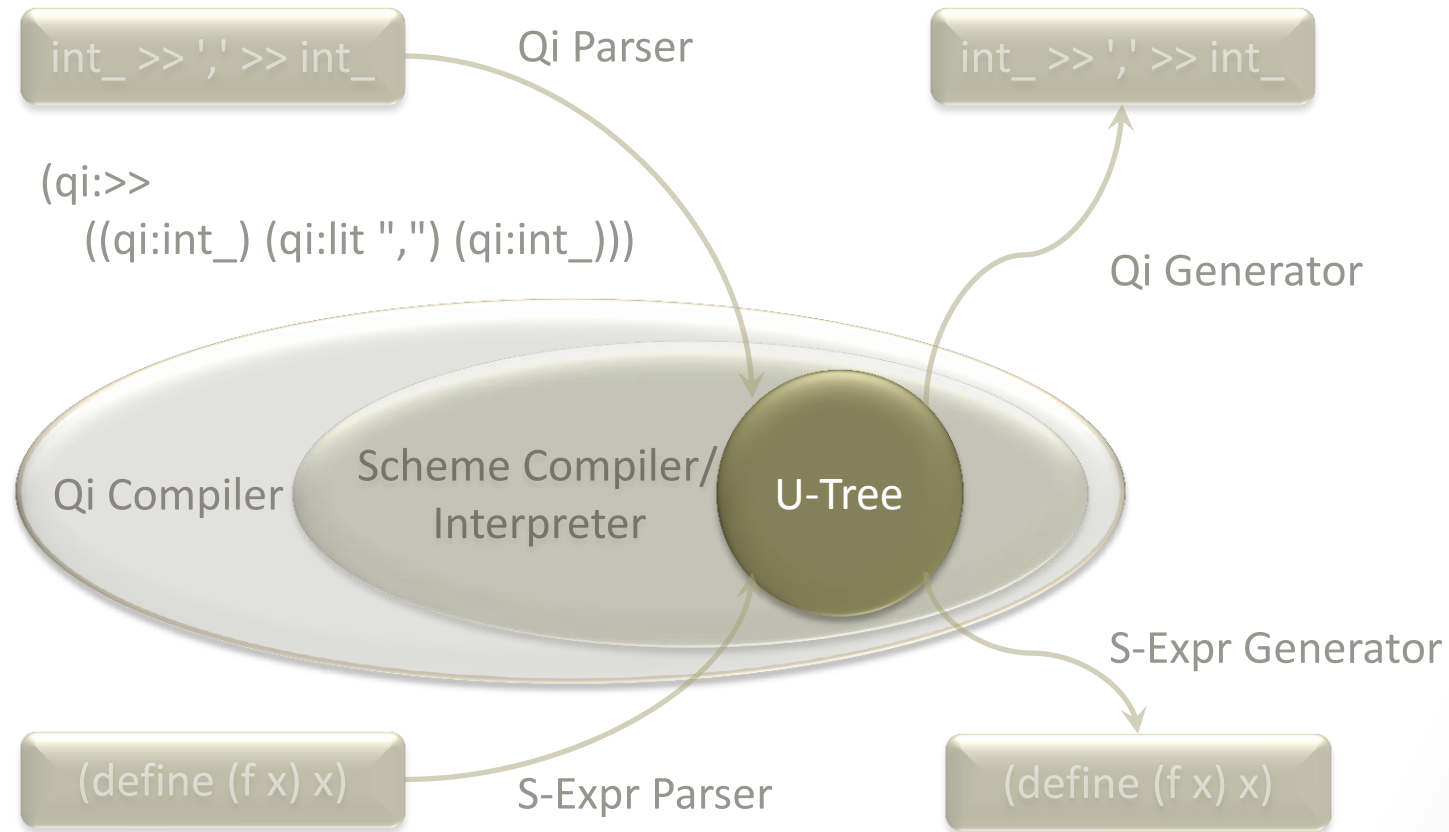 int_ >> ',' >> int_
Qi Parser
int_ >> ',' >> int_
(qi:>>
((qi:int_) (qi:lit ",") (qi:int_)))
Qi Generator
Qi Compiler
Scheme Compiler/
Interpreter
U-Tree
S-Expr Generator
(define (f x) x)
S-Expr Parser
(define (f x) x)